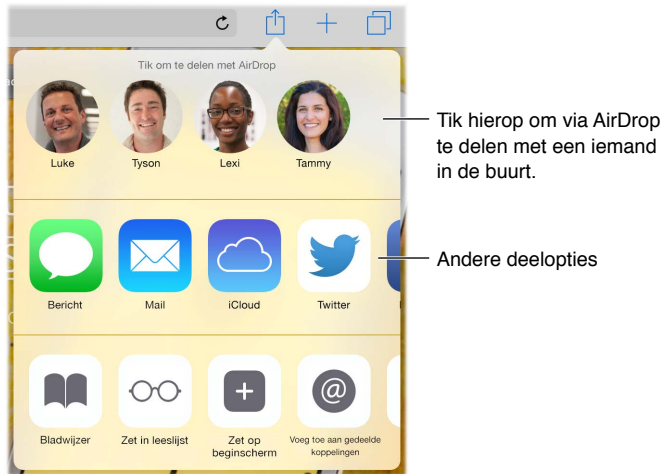 Tik om te delen met AirDrop
Luke
Tyson
Lexi
Tammy
Tik hierop om via AirDrop
te delen met een iemand
in de buurt.
Bericht
Mail
iCloud
Twitter
Andere deelopties
Bladwijzer
Zet in leeslijst
Zet op
beginscherm
Voeg toe aan gedeelde
koppelingen
@